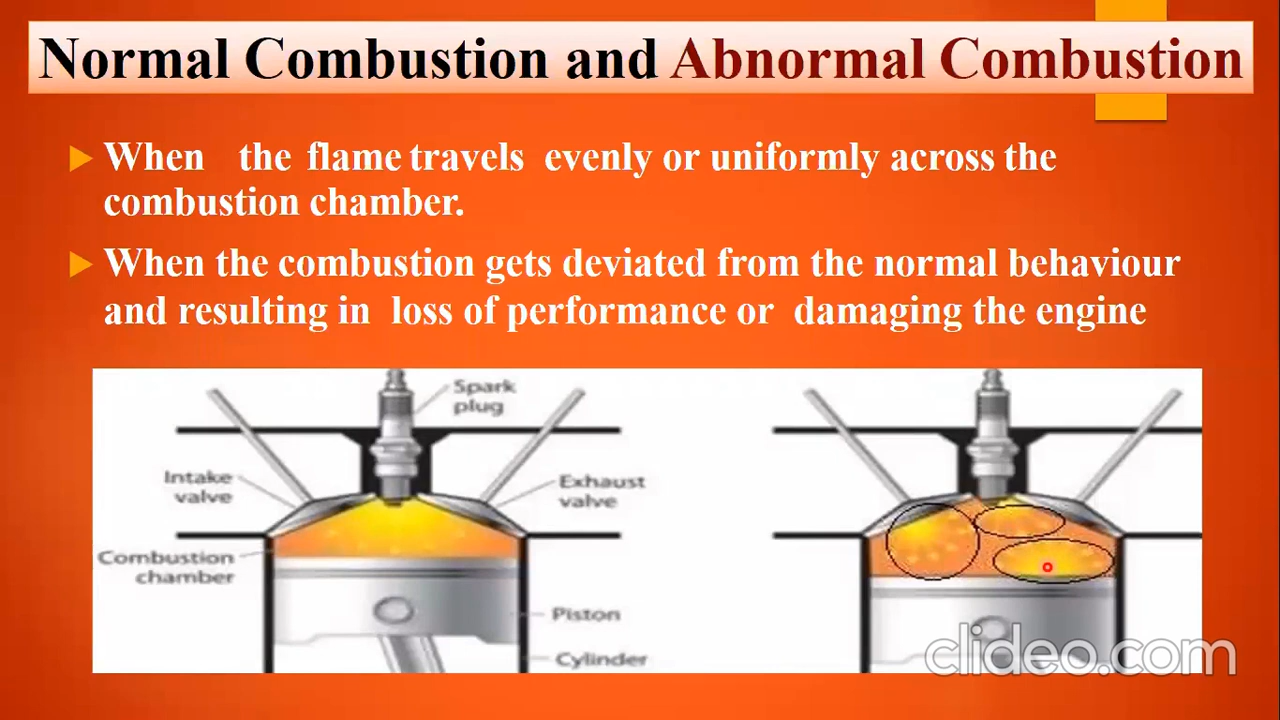 Normal Combustion and Abnormal Combustion
When the flame travels evenly or uniformly across the
combustion chamber.
When the combustion gets deviated from the normal behaviour
and resulting in loss of performance or damaging the engine
Spark
plug
Intake
valve
Exhaust
valve
Combustion
chamber
Piston
Cylinder
clideo.com